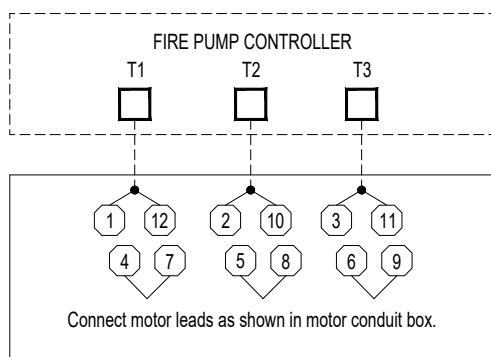 FIRE PUMP CONTROLLER
T1 T2 T3
1 12 2 10 3 11
4 7 5 8 6 9
Connect motor leads as shown in motor conduit box.